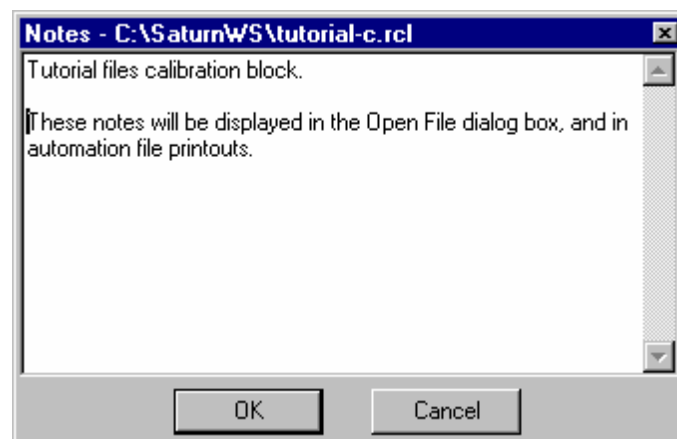 Notes - C:\SaturnWS\tutorial-c.rcl
Tutorial files calibration block.
These notes will be displayed in the Open File dialog box, and in
automation file printouts.
OK
Cancel